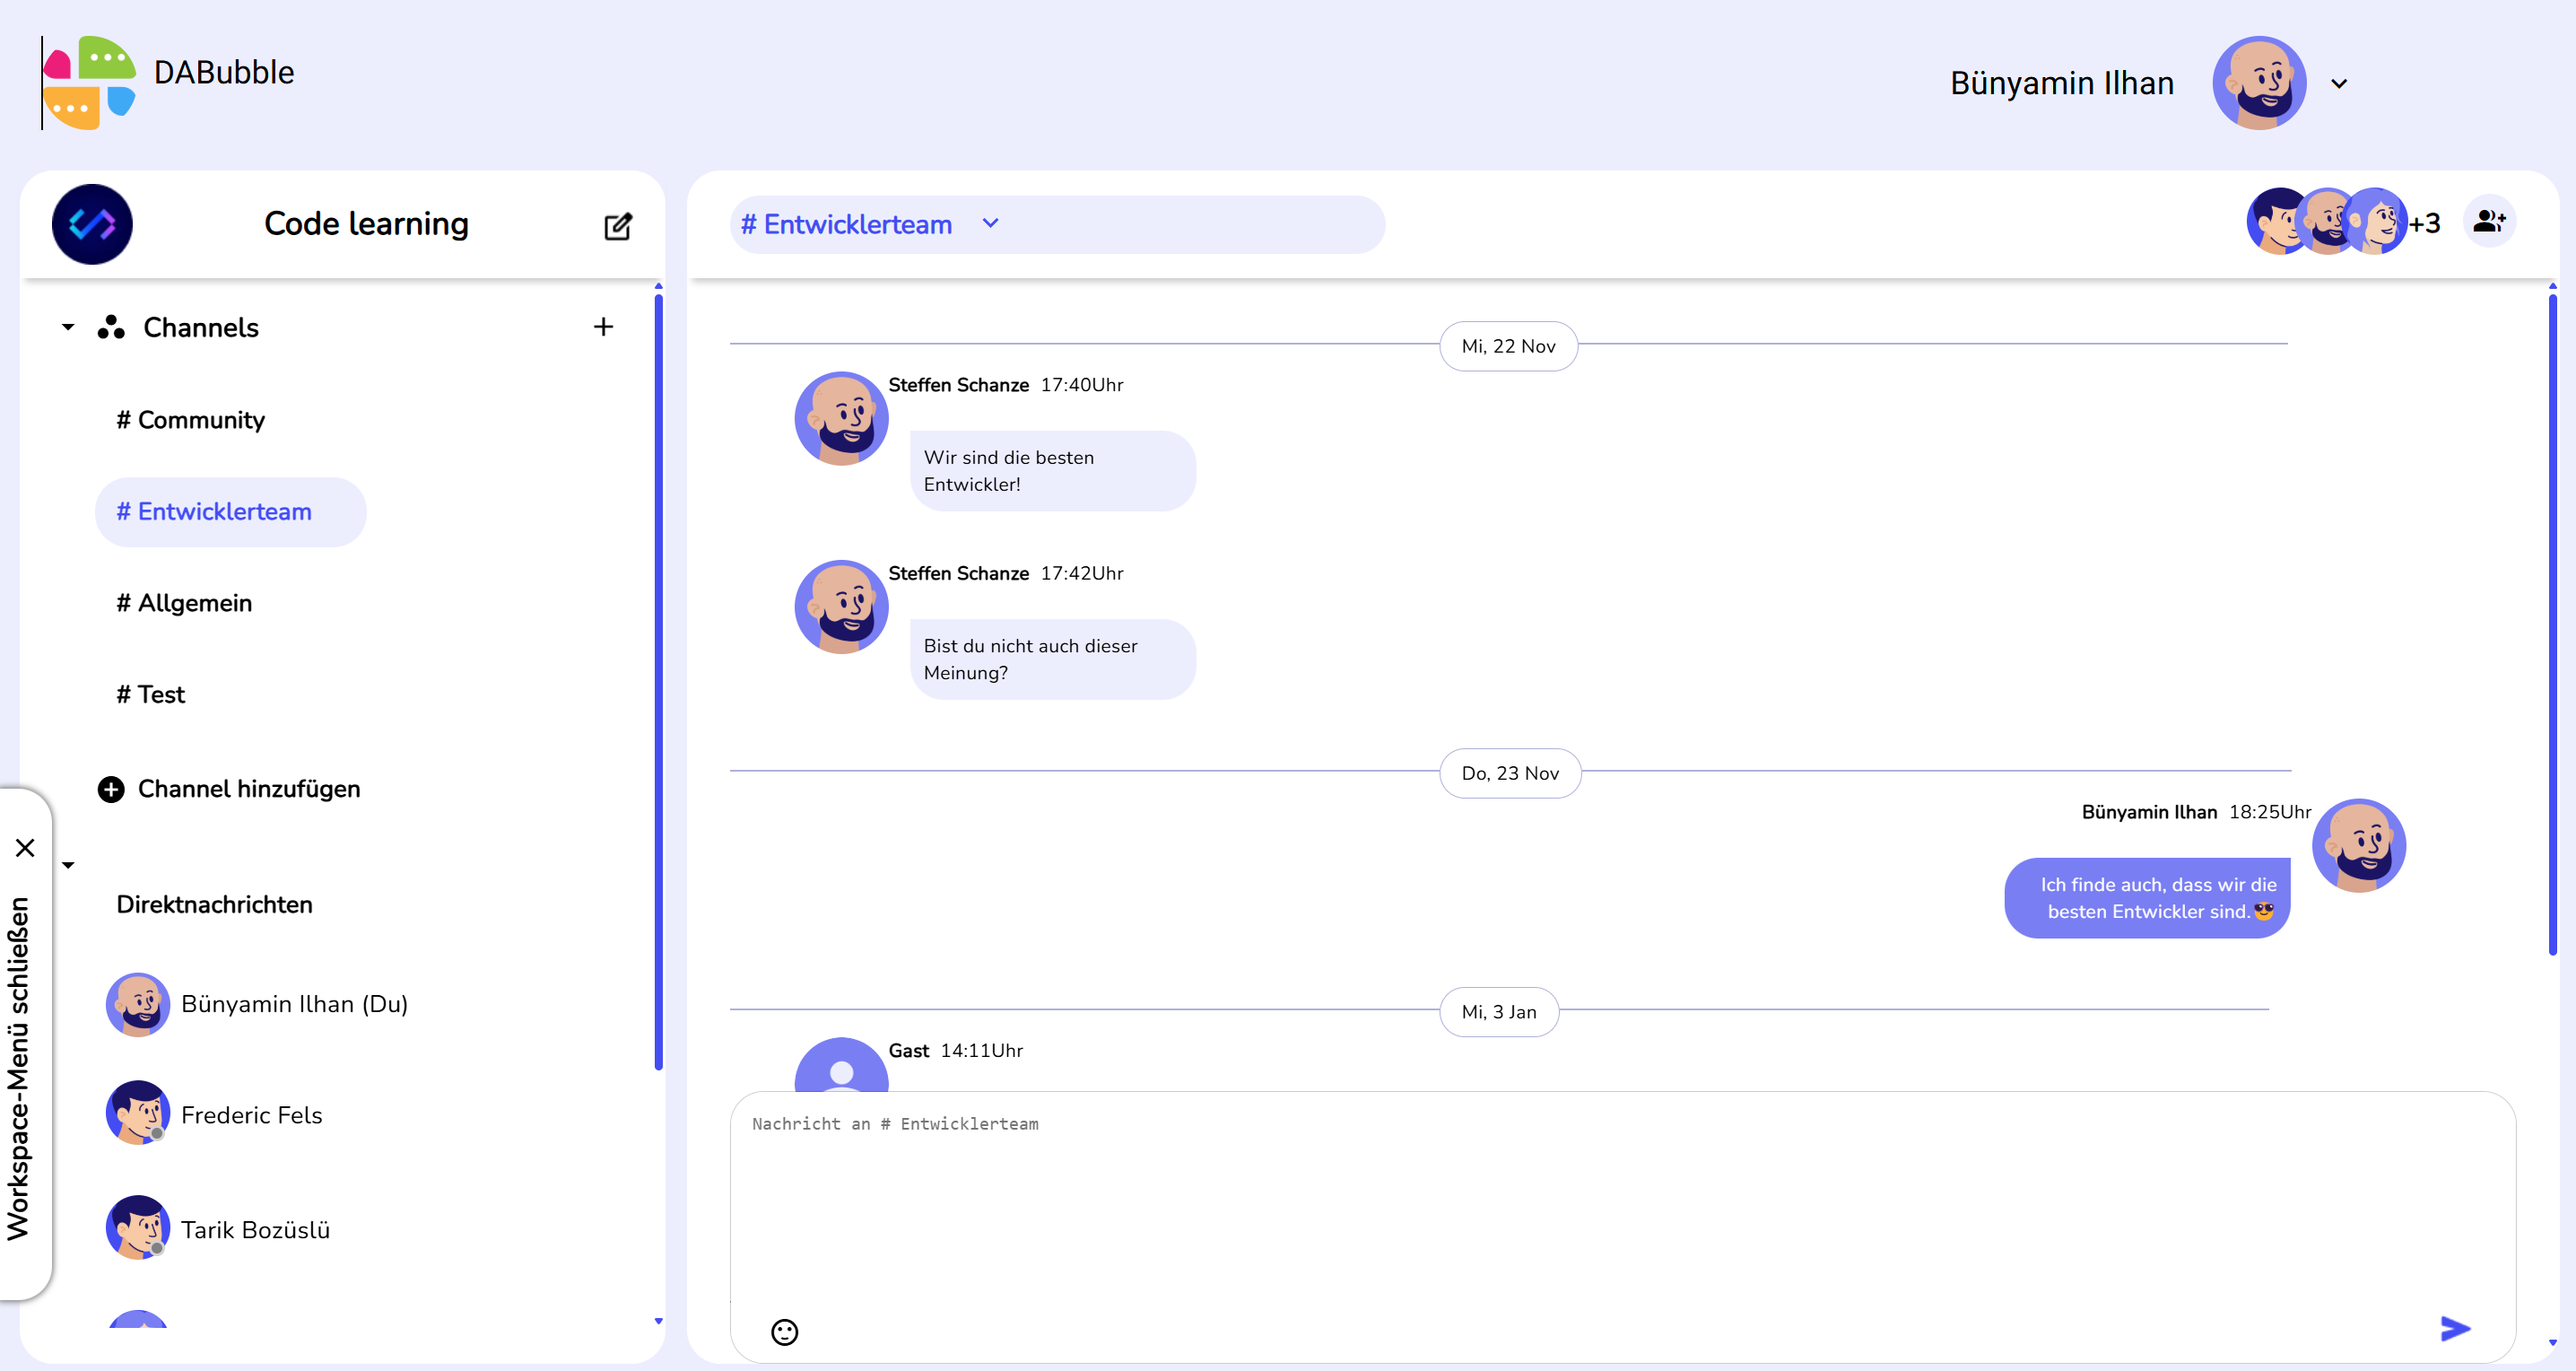 DABubble
Bünyamin Ilhan
Code learning
Channels
# Community
# Entwicklerteam
# Allgemein
# Test
Channel hinzufügen
Direktnachrichten
Bünyamin Ilhan (Du)
Frederic Fels
Tarik Bozüslü
Workspace-Menü schließen
# Entwicklerteam
+3
Mi, 22 Nov
Steffen Schanze 17:40Uhr
Wir sind die besten
Entwickler!
Steffen Schanze 17:42Uhr
Bist du nicht auch dieser
Meinung?
Do, 23 Nov
Bünyamin Ilhan 18:25Uhr
Ich finde auch, dass wir die
besten Entwickler sind.😎
Mi, 3 Jan
Gast 14:11Uhr
Nachricht an # Entwicklerteam